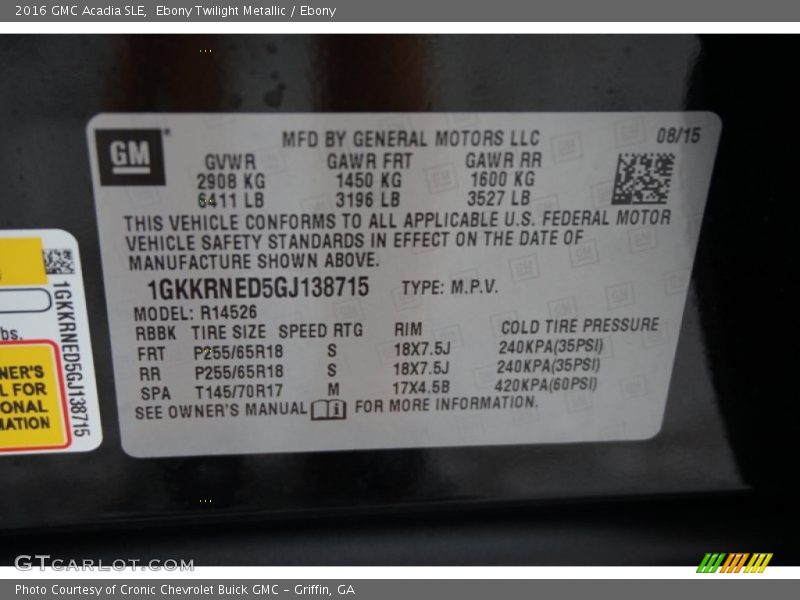 2016 GMC Acadia SLE, Ebony Twilight Metallic / Ebony
GM
MFD BY GENERAL MOTORS LLC 08/15
GVWR GAWR FRT GAWR RR
2908 KG 1450 KG 1600 KG
6411 LB 3196 LB 3527 LB
THIS VEHICLE CONFORMS TO ALL APPLICABLE U.S. FEDERAL MOTOR
VEHICLE SAFETY STANDARDS IN EFFECT ON THE DATE OF
MANUFACTURE SHOWN ABOVE.
1GKKRNED5GJ138715 TYPE: M.P.V.
MODEL: R14526
RBBK TIRE SIZE SPEED RTG RIM COLD TIRE PRESSURE
FRT P255/65R18 S 18X7.5J 240KPA(35PSI)
RR P255/65R18 S 18X7.5J 240KPA(35PSI)
SPA T145/70R17 M 17X4.5B 420KPA(60PSI)
SEE OWNER'S MANUAL FOR MORE INFORMATION.
1GKKRNED5GJ138715
bs.
NER'S
L FOR
ONAL
ATION
GTCARLOT.COM
Photo Courtesy of Cronic Chevrolet Buick GMC - Griffin, GA